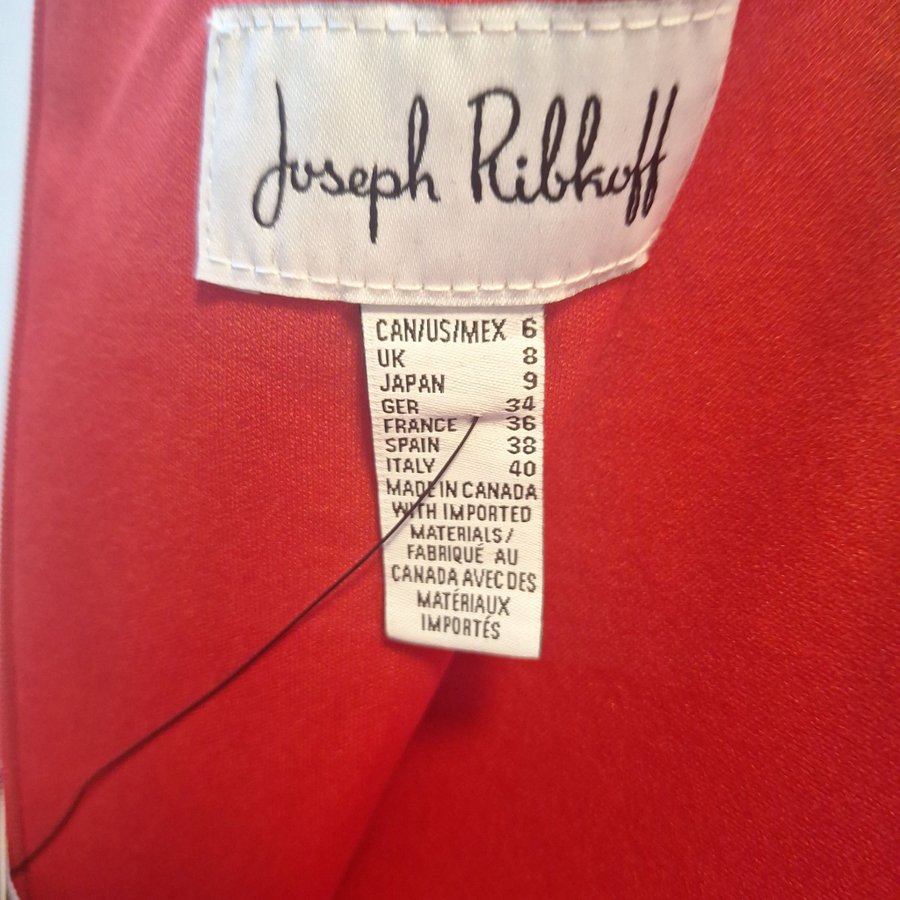 Joseph Ribkoff
CAN/US/MEX 6
UK 8
JAPAN 9
GER 34
FRANCE 36
SPAIN 38
ITALY 40
MADE IN CANADA
WITH IMPORTED
MATERIALS/
FABRIQUÉ AU
CANADA AVEC DES
MATÉRIAUX
IMPORTÉS